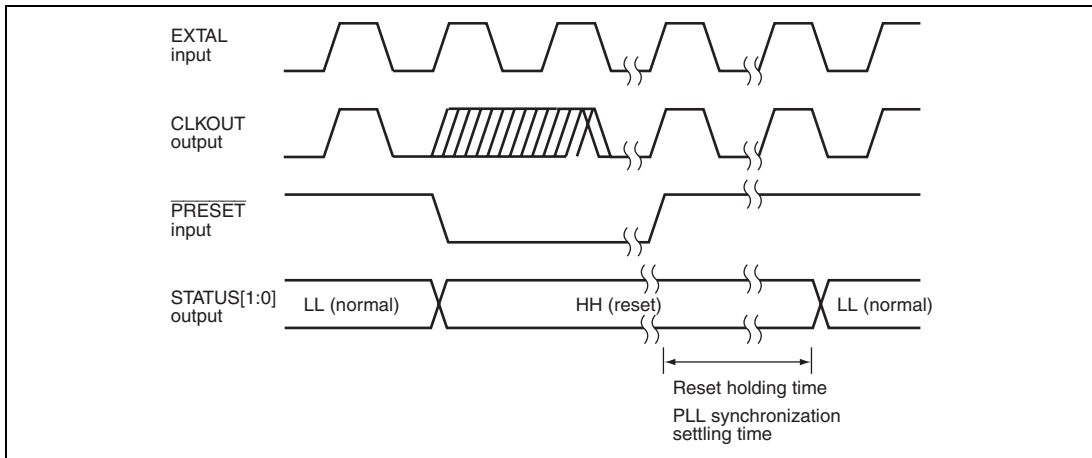 EXTAL
input
CLKOUT
output
PRESET
input
STATUS[1:0]
output
LL (normal)
HH (reset)
LL (normal)
Reset holding time
PLL synchronization
settling time